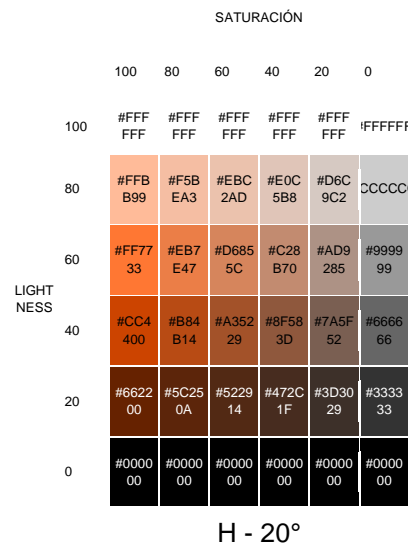 SATURACIÓN
100 80 60 40 20 0
100 #FFF #FFF #FFF #FFF #FFF #FFFFFF
FFF FFF FFF FFF FFF
80 #FFB #F5B #EBC #E0C #D6C CCCCCC
B99 EA3 2AD 5B8 9C2
60 #FF77 #EB7 #D685 #C28 #AD9 #9999
33 E47 5C B70 285 99
LIGHT
NESS
40 #CC4 #B84 #A352 #8F58 #7A5F #6666
400 B14 29 3D 52 66
20 #6622 #5C25 #5229 #472C #3D30 #3333
00 0A 14 1F 29 33
0 #0000 #0000 #0000 #0000 #0000 #0000
00 00 00 00 00 00
H - 20°